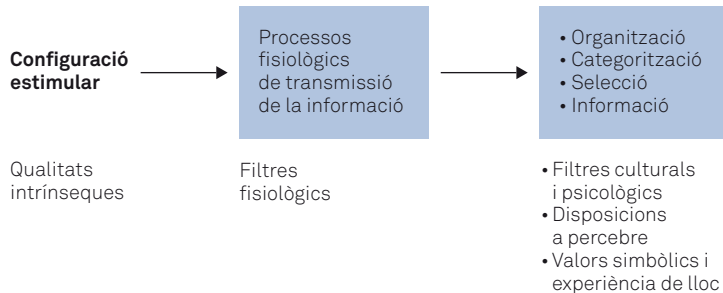 Configuració
estimular
Processos
fisiològics
de transmissió
de la informació
• Organització
• Categorització
• Selecció
• Informació
Qualitats
intrínseques
Filtres
fisiològics
• Filtres culturals
i psicològics
• Disposicions
a percebre
• Valors simbòlics i
experiència de lloc